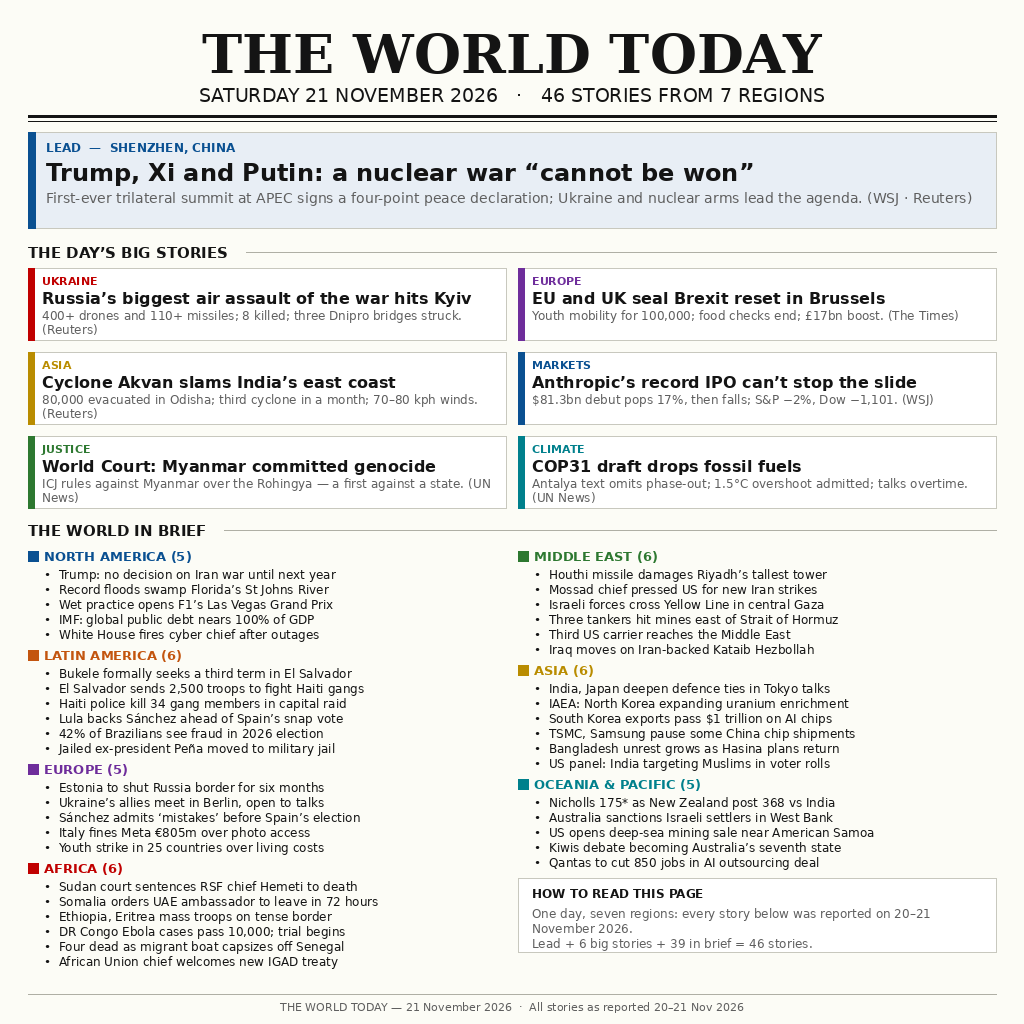 THE WORLD TODAY
SATURDAY 21 NOVEMBER 2026 · 46 STORIES FROM 7 REGIONS
LEAD — SHENZHEN, CHINA
Trump, Xi and Putin: a nuclear war “cannot be won”
First-ever trilateral summit at APEC signs a four-point peace declaration; Ukraine and nuclear arms lead the agenda. (WSJ · Reuters)
THE DAY’S BIG STORIES
UKRAINE
Russia’s biggest air assault of the war hits Kyiv
400+ drones and 110+ missiles; 8 killed; three Dnipro bridges struck.
(Reuters)
EUROPE
EU and UK seal Brexit reset in Brussels
Youth mobility for 100,000; food checks end; £17bn boost. (The Times)
ASIA
Cyclone Akvan slams India’s east coast
80,000 evacuated in Odisha; third cyclone in a month; 70–80 kph winds.
(Reuters)
MARKETS
Anthropic’s record IPO can’t stop the slide
$81.3bn debut pops 17%, then falls; S&P −2%, Dow −1,101. (WSJ)
JUSTICE
World Court: Myanmar committed genocide
ICJ rules against Myanmar over the Rohingya — a first against a state. (UN
News)
CLIMATE
COP31 draft drops fossil fuels
Antalya text omits phase-out; 1.5°C overshoot admitted; talks overtime.
(UN News)
THE WORLD IN BRIEF
NORTH AMERICA (5)
• Trump: no decision on Iran war until next year
• Record floods swamp Florida’s St Johns River
• Wet practice opens F1’s Las Vegas Grand Prix
• IMF: global public debt nears 100% of GDP
• White House fires cyber chief after outages
LATIN AMERICA (6)
• Bukele formally seeks a third term in El Salvador
• El Salvador sends 2,500 troops to fight Haiti gangs
• Haiti police kill 34 gang members in capital raid
• Lula backs Sánchez ahead of Spain’s snap vote
• 42% of Brazilians see fraud in 2026 election
• Jailed ex-president Peña moved to military jail
EUROPE (5)
• Estonia to shut Russia border for six months
• Ukraine’s allies meet in Berlin, open to talks
• Sánchez admits ‘mistakes’ before Spain’s election
• Italy fines Meta €805m over photo access
• Youth strike in 25 countries over living costs
AFRICA (6)
• Sudan court sentences RSF chief Hemeti to death
• Somalia orders UAE ambassador to leave in 72 hours
• Ethiopia, Eritrea mass troops on tense border
• DR Congo Ebola cases pass 10,000; trial begins
• Four dead as migrant boat capsizes off Senegal
• African Union chief welcomes new IGAD treaty
MIDDLE EAST (6)
• Houthi missile damages Riyadh’s tallest tower
• Mossad chief pressed US for new Iran strikes
• Israeli forces cross Yellow Line in central Gaza
• Three tankers hit mines east of Strait of Hormuz
• Third US carrier reaches the Middle East
• Iraq moves on Iran-backed Kataib Hezbollah
ASIA (6)
• India, Japan deepen defence ties in Tokyo talks
• IAEA: North Korea expanding uranium enrichment
• South Korea exports pass $1 trillion on AI chips
• TSMC, Samsung pause some China chip shipments
• Bangladesh unrest grows as Hasina plans return
• US panel: India targeting Muslims in voter rolls
OCEANIA & PACIFIC (5)
• Nicholls 175* as New Zealand post 368 vs India
• Australia sanctions Israeli settlers in West Bank
• US opens deep-sea mining sale near American Samoa
• Kiwis debate becoming Australia’s seventh state
• Qantas to cut 850 jobs in AI outsourcing deal
HOW TO READ THIS PAGE
One day, seven regions: every story below was reported on 20–21
November 2026.
Lead + 6 big stories + 39 in brief = 46 stories.
THE WORLD TODAY — 21 November 2026 · All stories as reported 20–21 Nov 2026